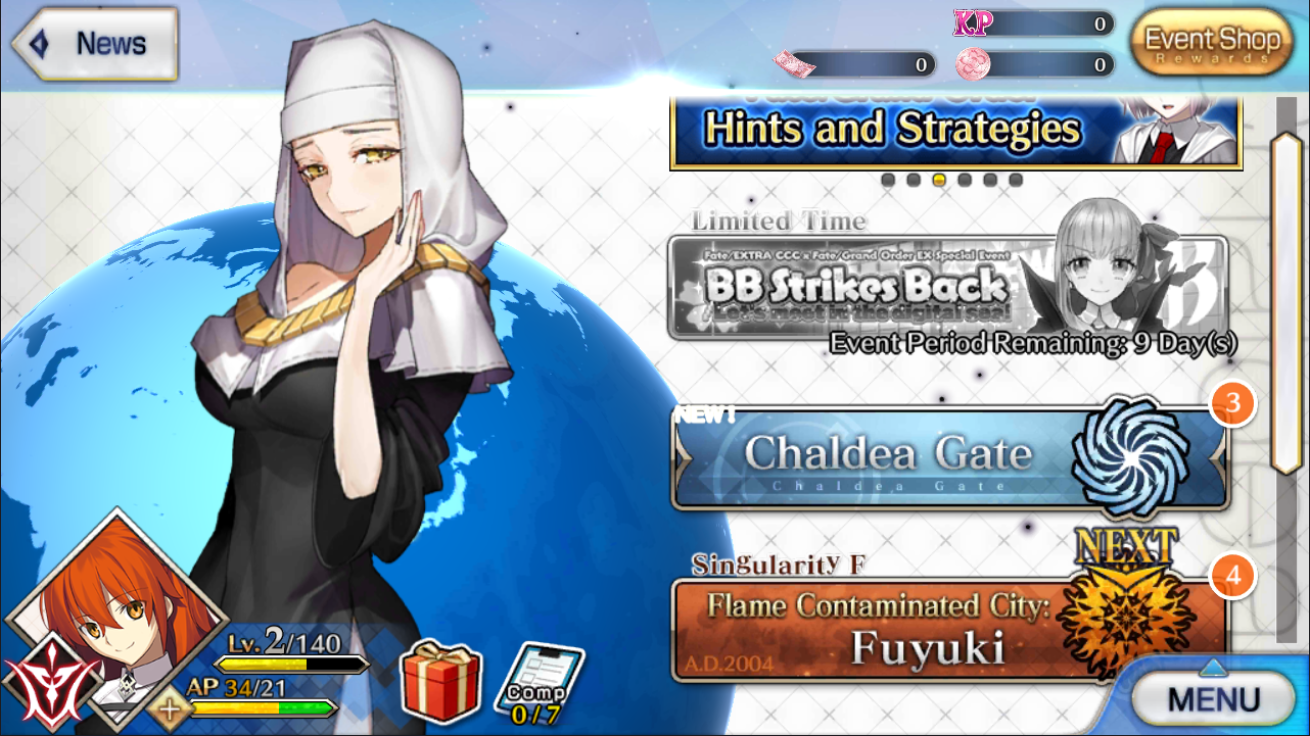 News
KP 0
0
0
Event Shop
Rewards
Fate/Grand Order
Hints and Strategies
Limited Time
Fate/EXTRA CCC x Fate/Grand Order EX Special Event
BB Strikes Back
Let's meet in the digital sea!
Event Period Remaining: 9 Day(s)
NEW!
3
Chaldea Gate
Chaldea Gate
NEXT
Singularity F
4
Flame Contaminated City:
Fuyuki
A.D.2004
Lv. 2/140
AP 34/21
Comp
0/7
MENU